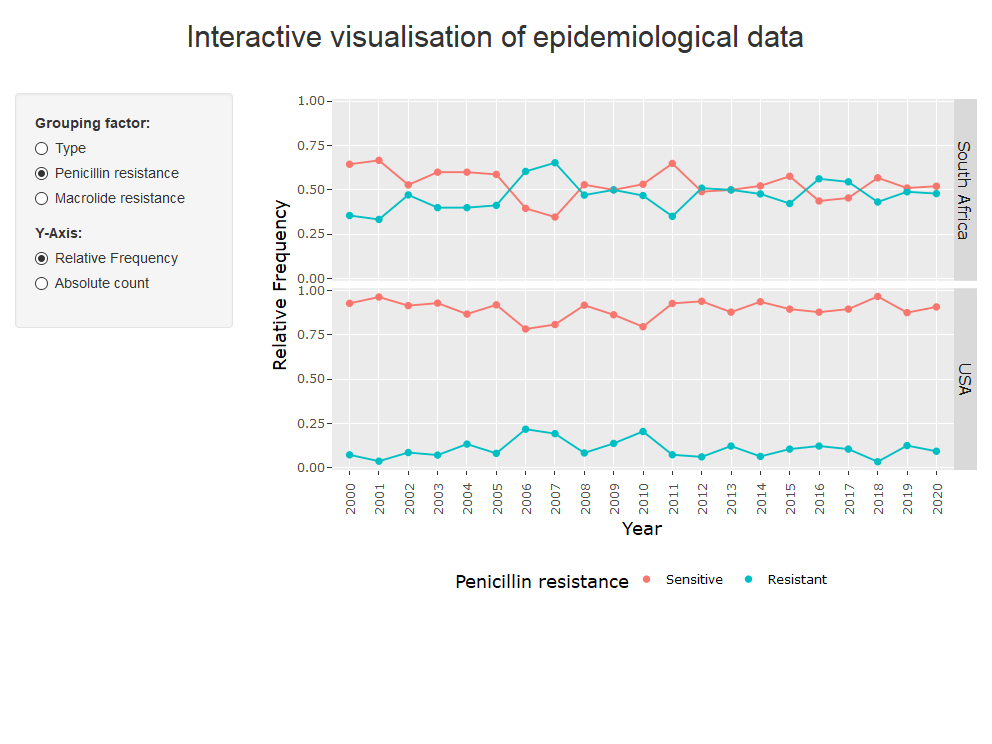 Interactive visualisation of epidemiological data
Grouping factor:
Type
Penicillin resistance
Macrolide resistance
Y-Axis:
Relative Frequency
Absolute count
Relative Frequency
1.00
0.75
0.50
0.25
0.00
South Africa
1.00
0.75
0.50
0.25
0.00
USA
2000 2001 2002 2003 2004 2005 2006 2007 2008 2009 2010 2011 2012 2013 2014 2015 2016 2017 2018 2019 2020
Year
Penicillin resistance Sensitive Resistant